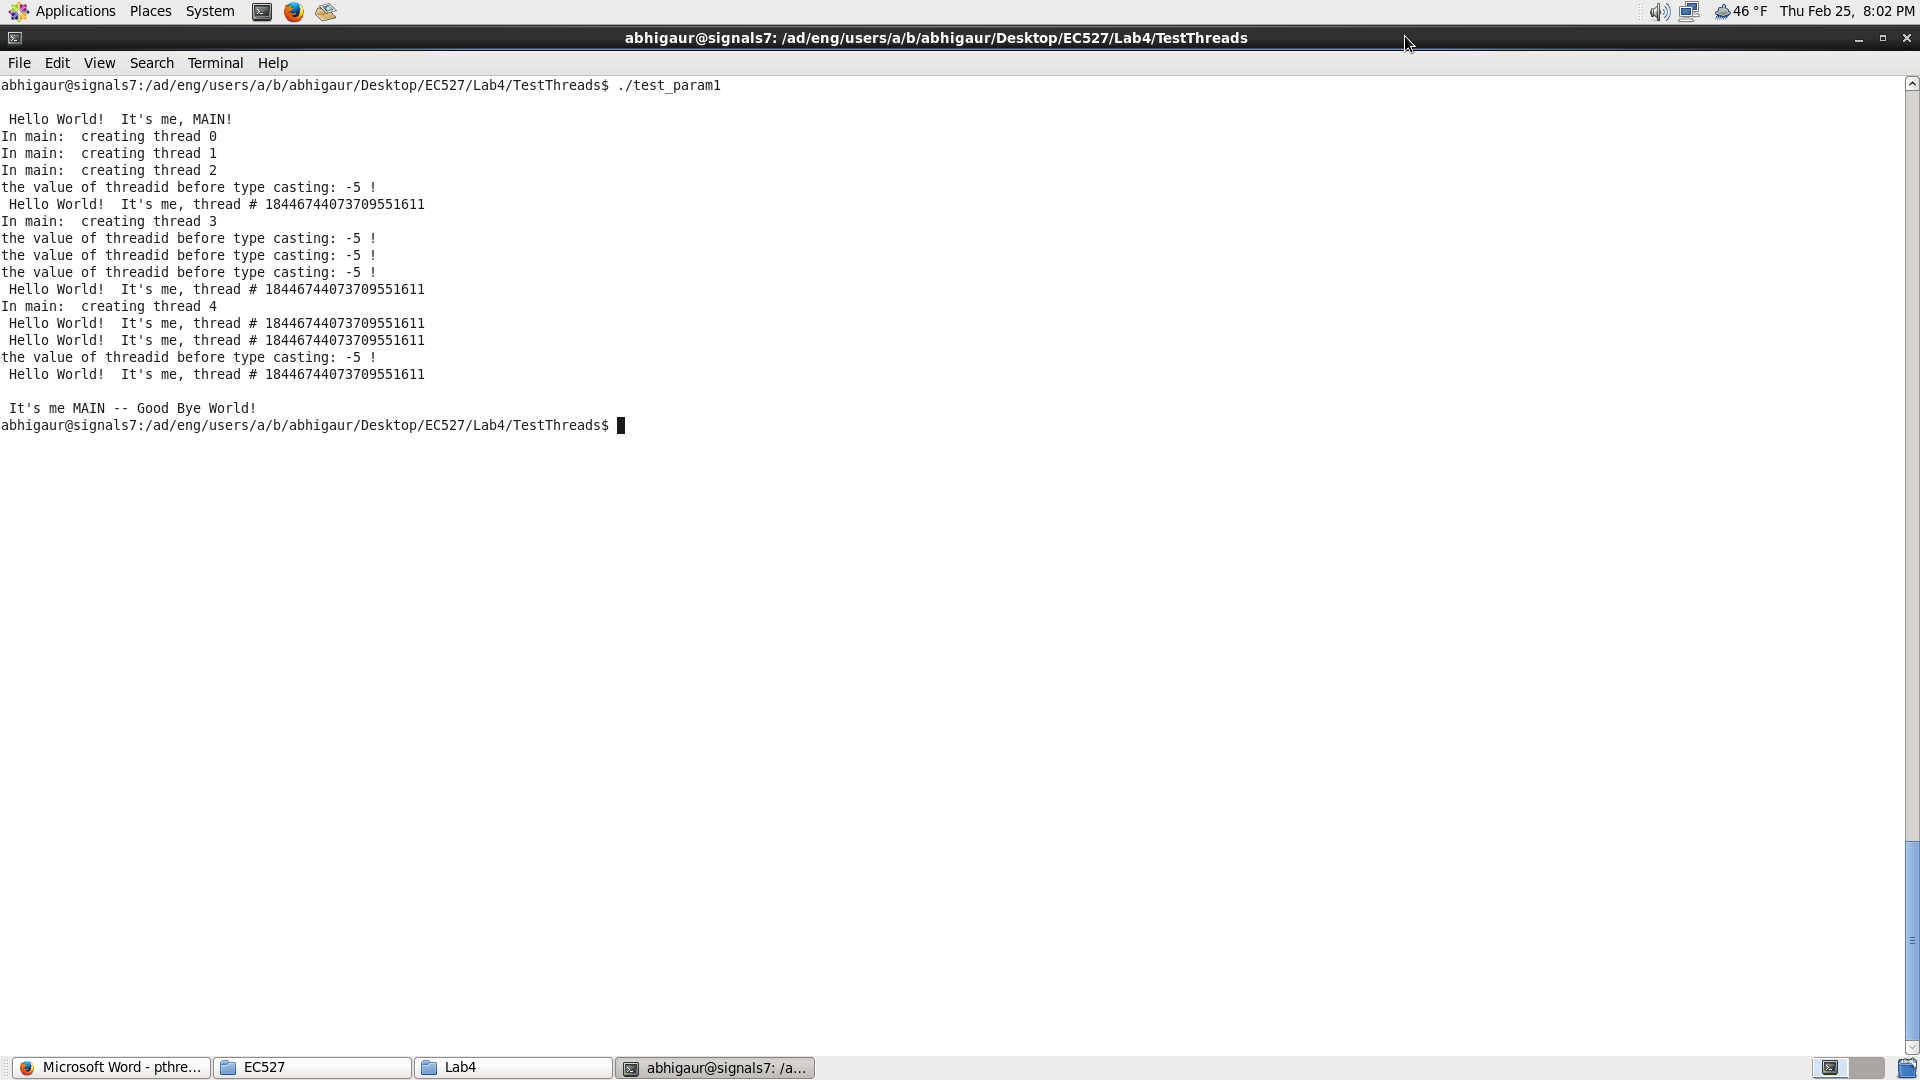 Applications Places System 46 °F Thu Feb 25, 8:02 PM
abhigaur@signals7: /ad/eng/users/a/b/abhigaur/Desktop/EC527/Lab4/TestThreads
File Edit View Search Terminal Help
abhigaur@signals7:/ad/eng/users/a/b/abhigaur/Desktop/EC527/Lab4/TestThreads$ ./test_param1
Hello World!  It's me, MAIN!
In main:  creating thread 0
In main:  creating thread 1
In main:  creating thread 2
the value of threadid before type casting: -5 !
Hello World!  It's me, thread # 18446744073709551611
In main:  creating thread 3
the value of threadid before type casting: -5 !
the value of threadid before type casting: -5 !
the value of threadid before type casting: -5 !
Hello World!  It's me, thread # 18446744073709551611
In main:  creating thread 4
Hello World!  It's me, thread # 18446744073709551611
Hello World!  It's me, thread # 18446744073709551611
the value of threadid before type casting: -5 !
Hello World!  It's me, thread # 18446744073709551611
It's me MAIN -- Good Bye World!
abhigaur@signals7:/ad/eng/users/a/b/abhigaur/Desktop/EC527/Lab4/TestThreads$
Microsoft Word - pthre... EC527 Lab4 abhigaur@signals7: /a...